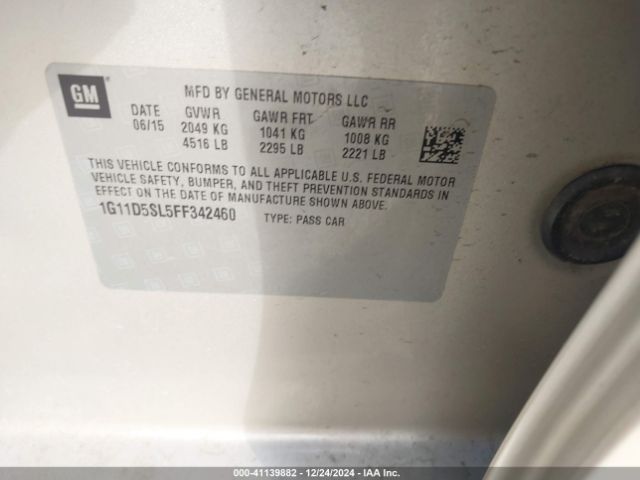 GM
MFD BY GENERAL MOTORS LLC
DATE GVWR GAWR FRT GAWR RR
06/15 2049 KG 1041 KG 1008 KG
4516 LB 2295 LB 2221 LB
THIS VEHICLE CONFORMS TO ALL APPLICABLE U.S. FEDERAL MOTOR
VEHICLE SAFETY, BUMPER, AND THEFT PREVENTION STANDARDS IN
EFFECT ON THE DATE OF MANUFACTURE SHOWN ABOVE.
1G11D5SL5FF342460 TYPE: PASS CAR
000-41139882 - 12/24/2024 - IAA Inc.